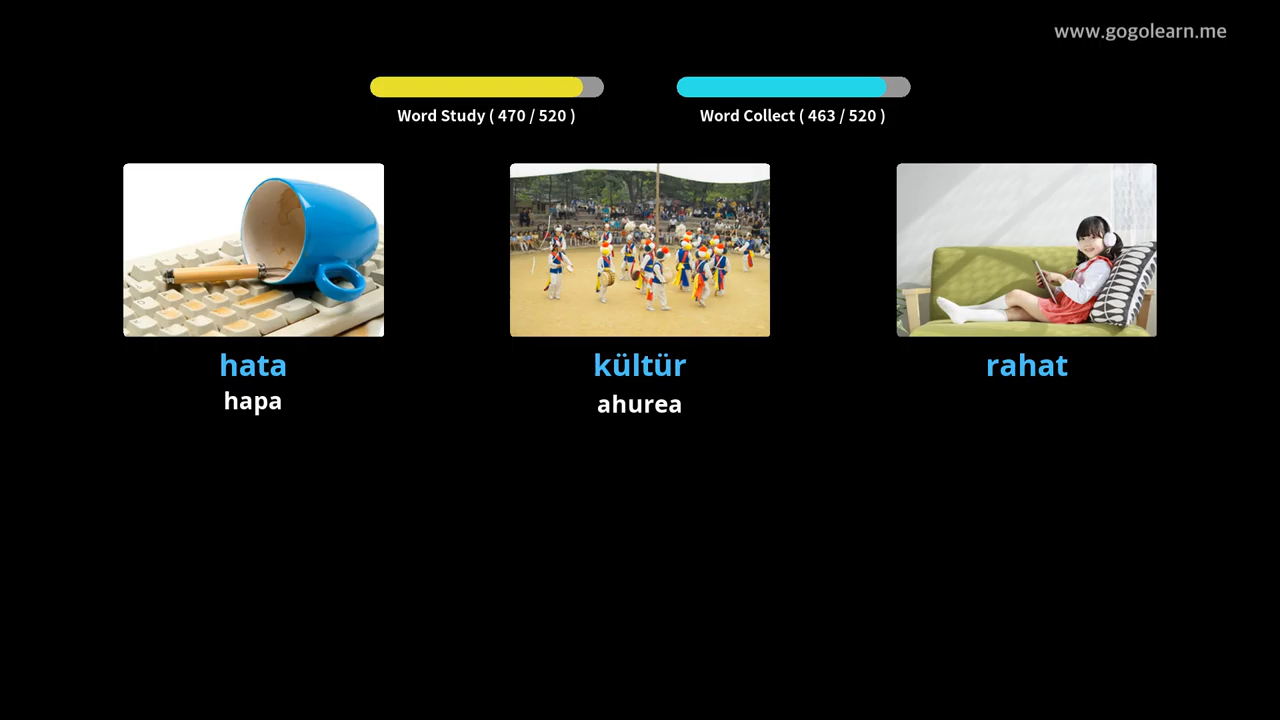 www.gogolearn.me
Word Study ( 470 / 520 )
Word Collect ( 463 / 520 )
hata
hapa
kültür
ahurea
rahat